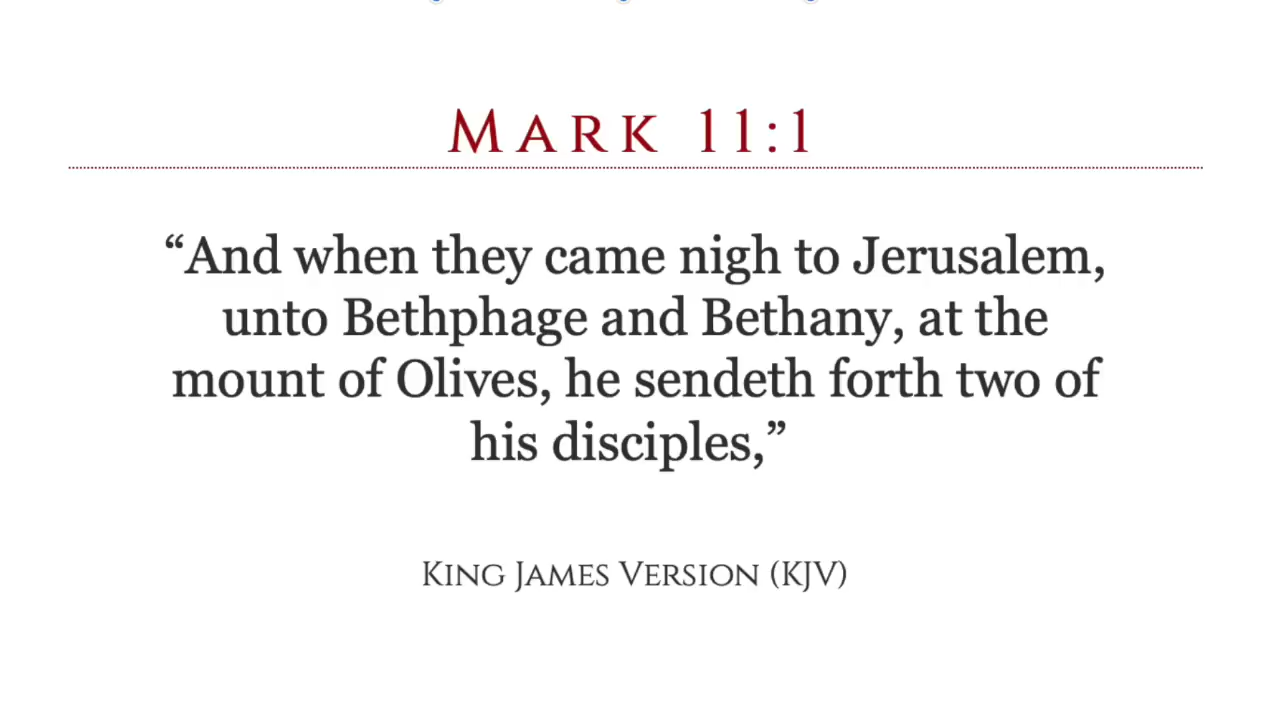 Mark 11:1
“And when they came nigh to Jerusalem,
unto Bethphage and Bethany, at the
mount of Olives, he sendeth forth two of
his disciples,”
King James Version (KJV)